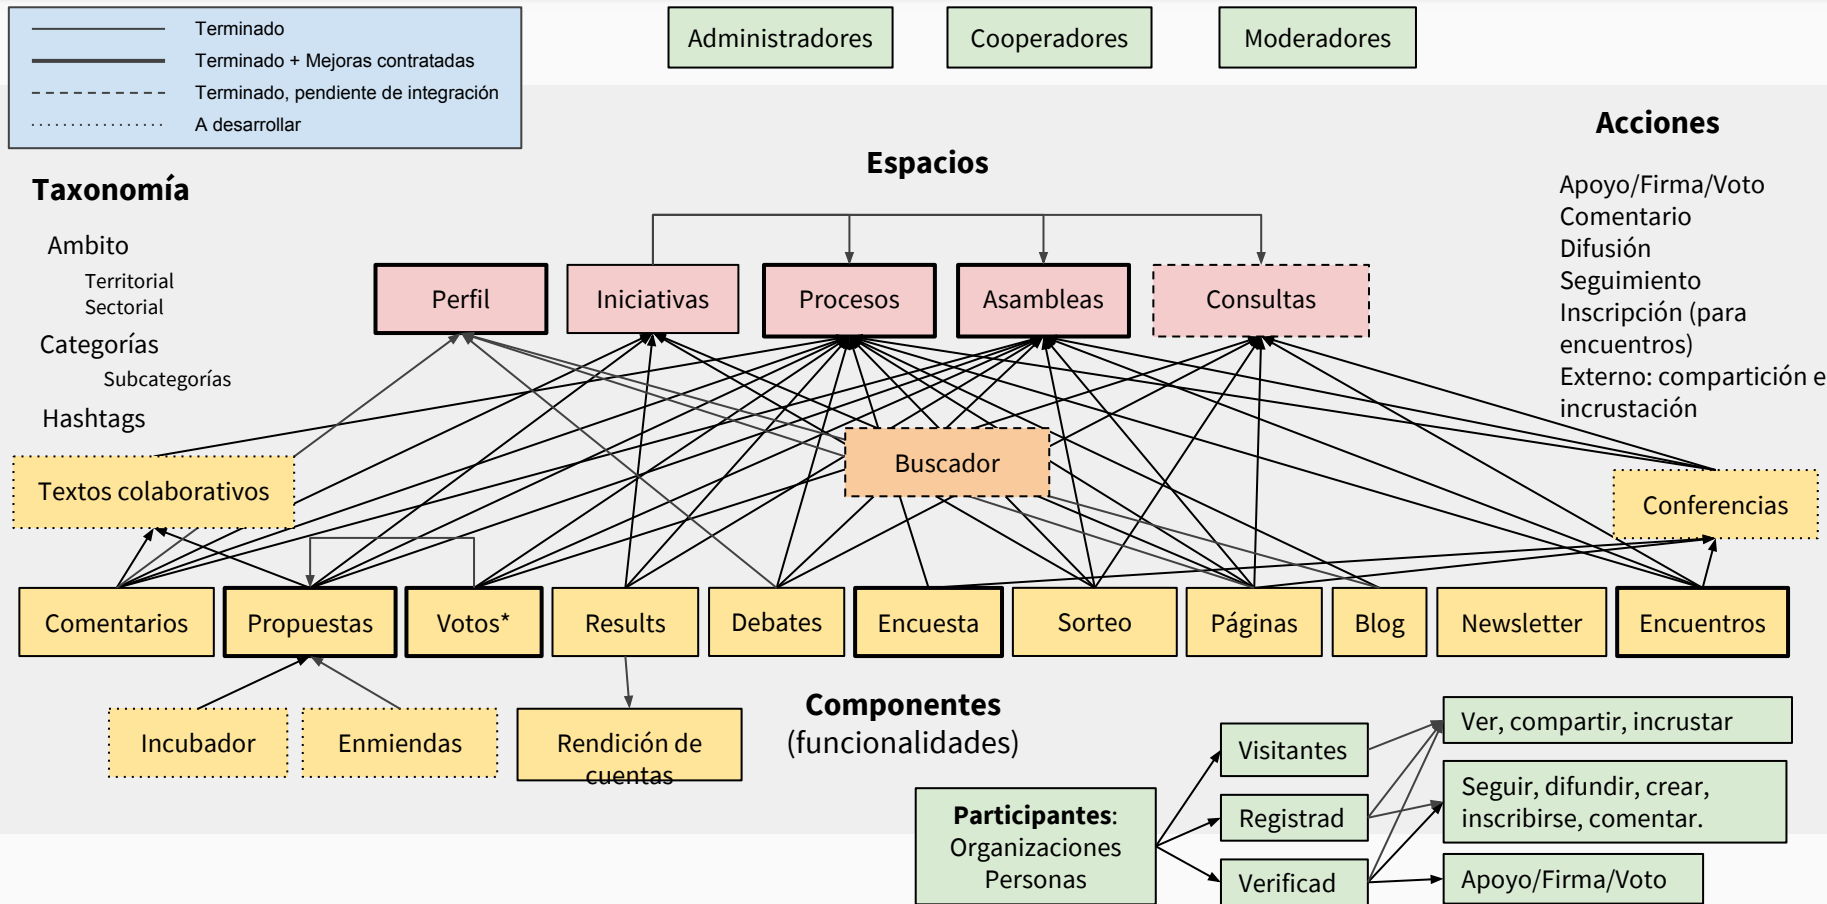 Terminado
Terminado + Mejoras contratadas
Terminado, pendiente de integración
A desarrollar
Administradores
Cooperadores
Moderadores
Taxonomía
Ambito
Territorial
Sectorial
Categorías
Subcategorías
Hashtags
Espacios
Acciones
Apoyo/Firma/Voto
Comentario
Difusión
Seguimiento
Inscripción (para
encuentros)
Externo: compartición e
incrustación
Perfil
Iniciativas
Procesos
Asambleas
Consultas
Buscador
Textos colaborativos
Conferencias
Comentarios
Propuestas
Votos*
Results
Debates
Encuesta
Sorteo
Páginas
Blog
Newsletter
Encuentros
Incubador
Enmiendas
Rendición de
cuentas
Componentes
(funcionalidades)
Participantes:
Organizaciones
Personas
Visitantes
Registrad
Verificad
Ver, compartir, incrustar
Seguir, difundir, crear,
inscribirse, comentar.
Apoyo/Firma/Voto